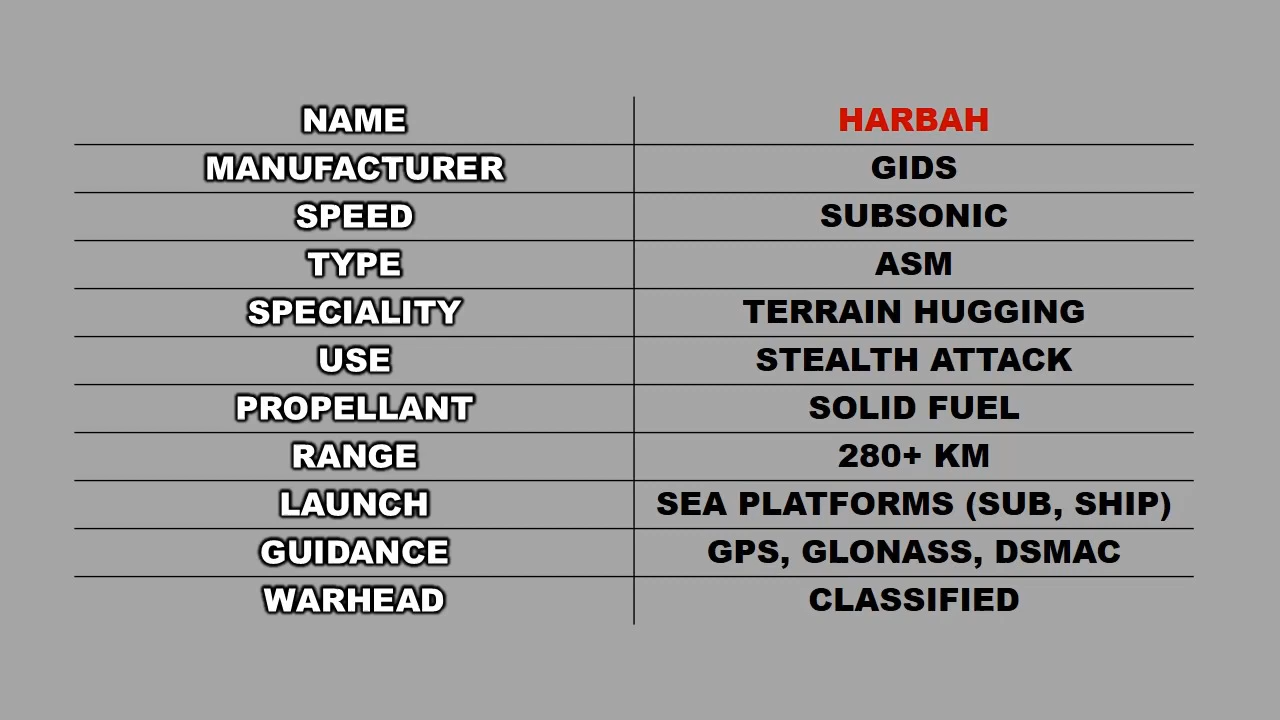 NAME HARBAH
MANUFACTURER GIDS
SPEED SUBSONIC
TYPE ASM
SPECIALITY TERRAIN HUGGING
USE STEALTH ATTACK
PROPELLANT SOLID FUEL
RANGE 280+ KM
LAUNCH SEA PLATFORMS (SUB, SHIP)
GUIDANCE GPS, GLONASS, DSMAC
WARHEAD CLASSIFIED